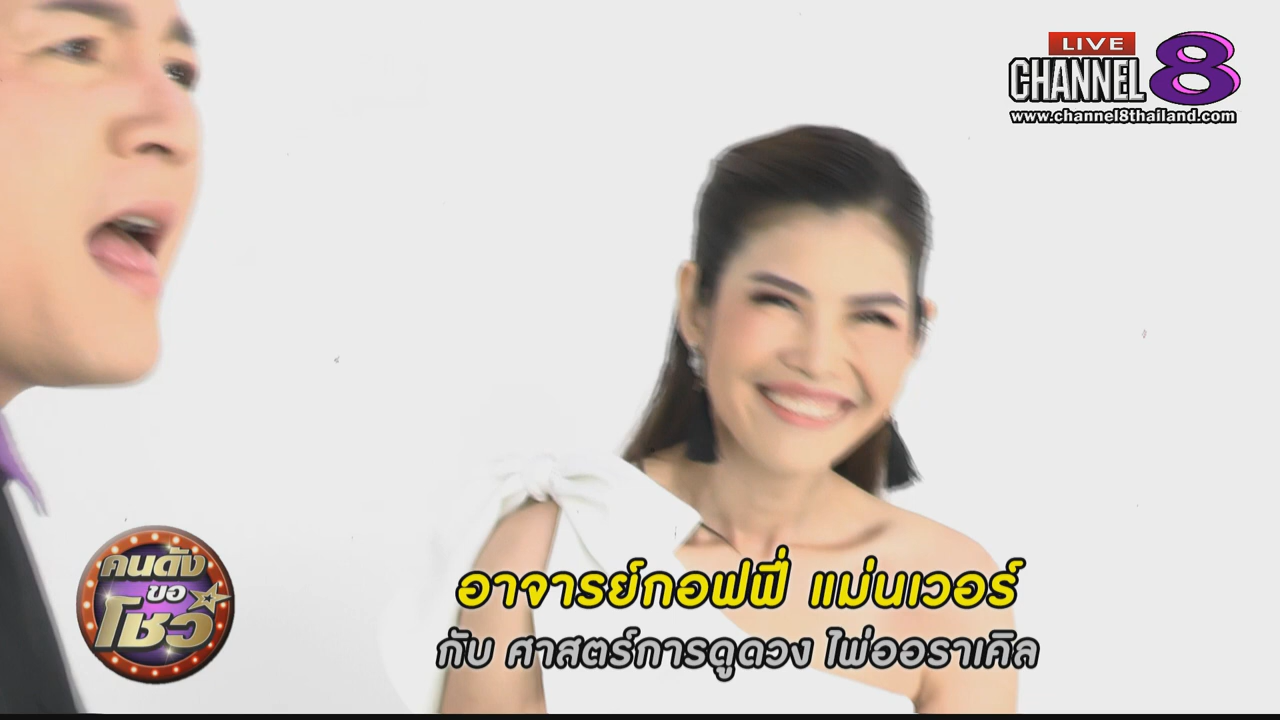 LIVE
CHANNEL 8
www.channel8thailand.com
คนดัง
ขอ
โชว์
อาจารย์กอฟฟี่ แม่นเวอร์
กับ ศาสตร์การดูดวง ไพ่ออราเคิล